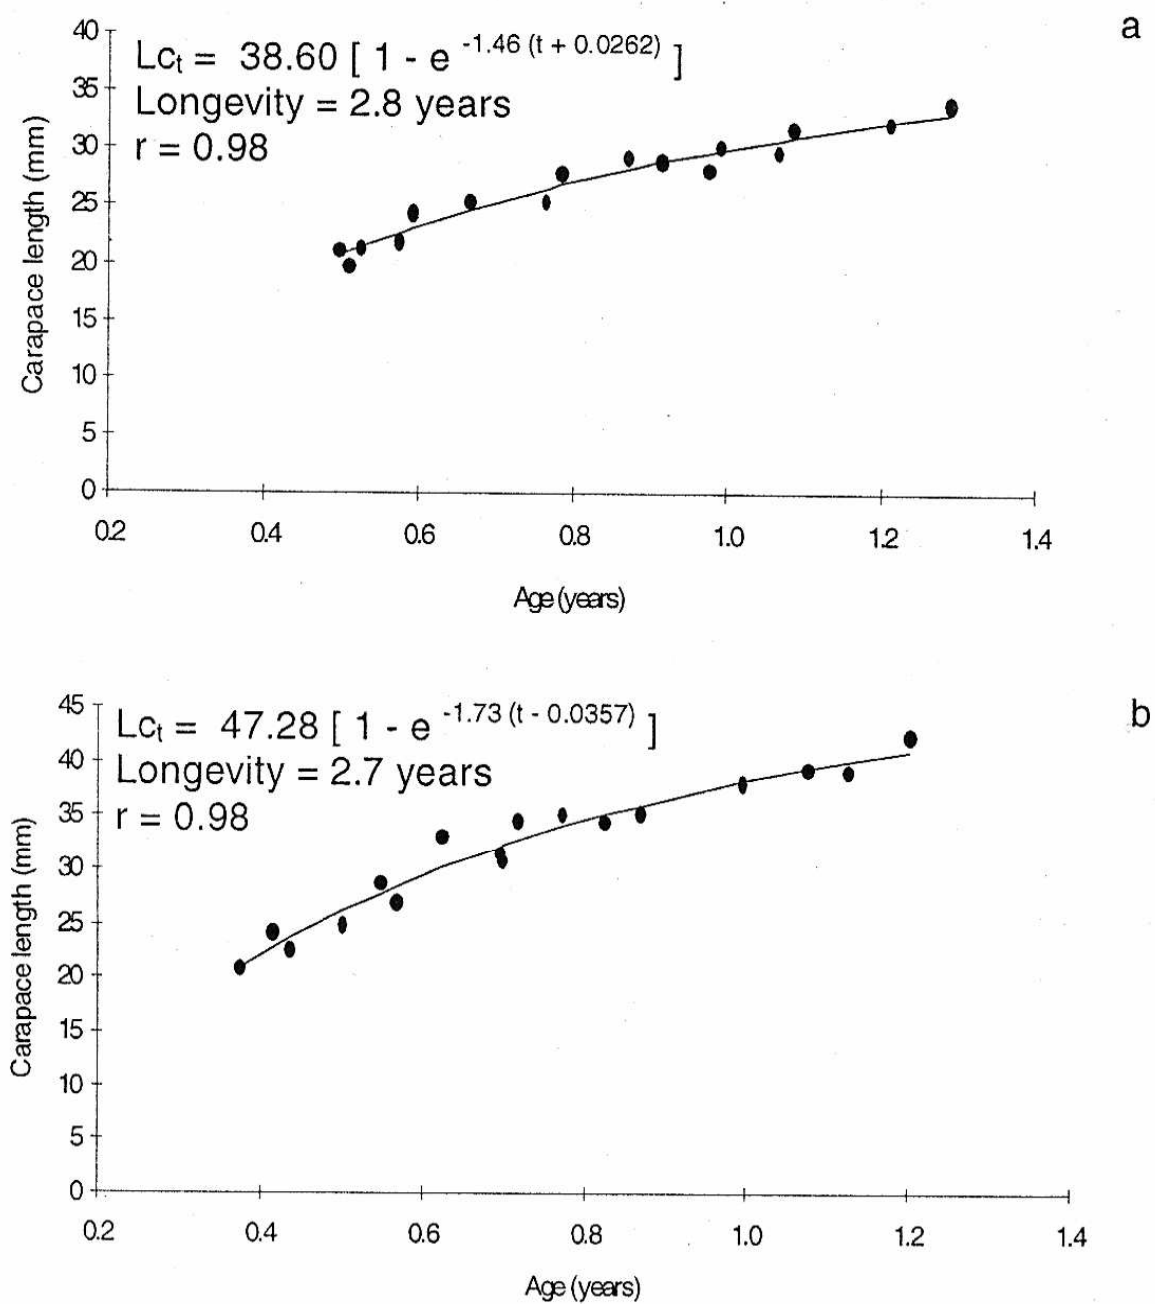 a
Lcₜ = 38.60 [ 1 - e ⁻¹·⁴⁶ ⁽ᵗ ⁺ ⁰·⁰²⁶²⁾ ]
Longevity = 2.8 years
r = 0.98
Carapace length (mm)
40
35
30
25
20
15
10
5
0
0.2 0.4 0.6 0.8 1.0 1.2 1.4
Age (years)
b
Lcₜ = 47.28 [ 1 - e ⁻¹·⁷³ ⁽ᵗ ⁻ ⁰·⁰³⁵⁷⁾ ]
Longevity = 2.7 years
r = 0.98
Carapace length (mm)
45
40
35
30
25
20
15
10
5
0
0.2 0.4 0.6 0.8 1.0 1.2 1.4
Age (years)